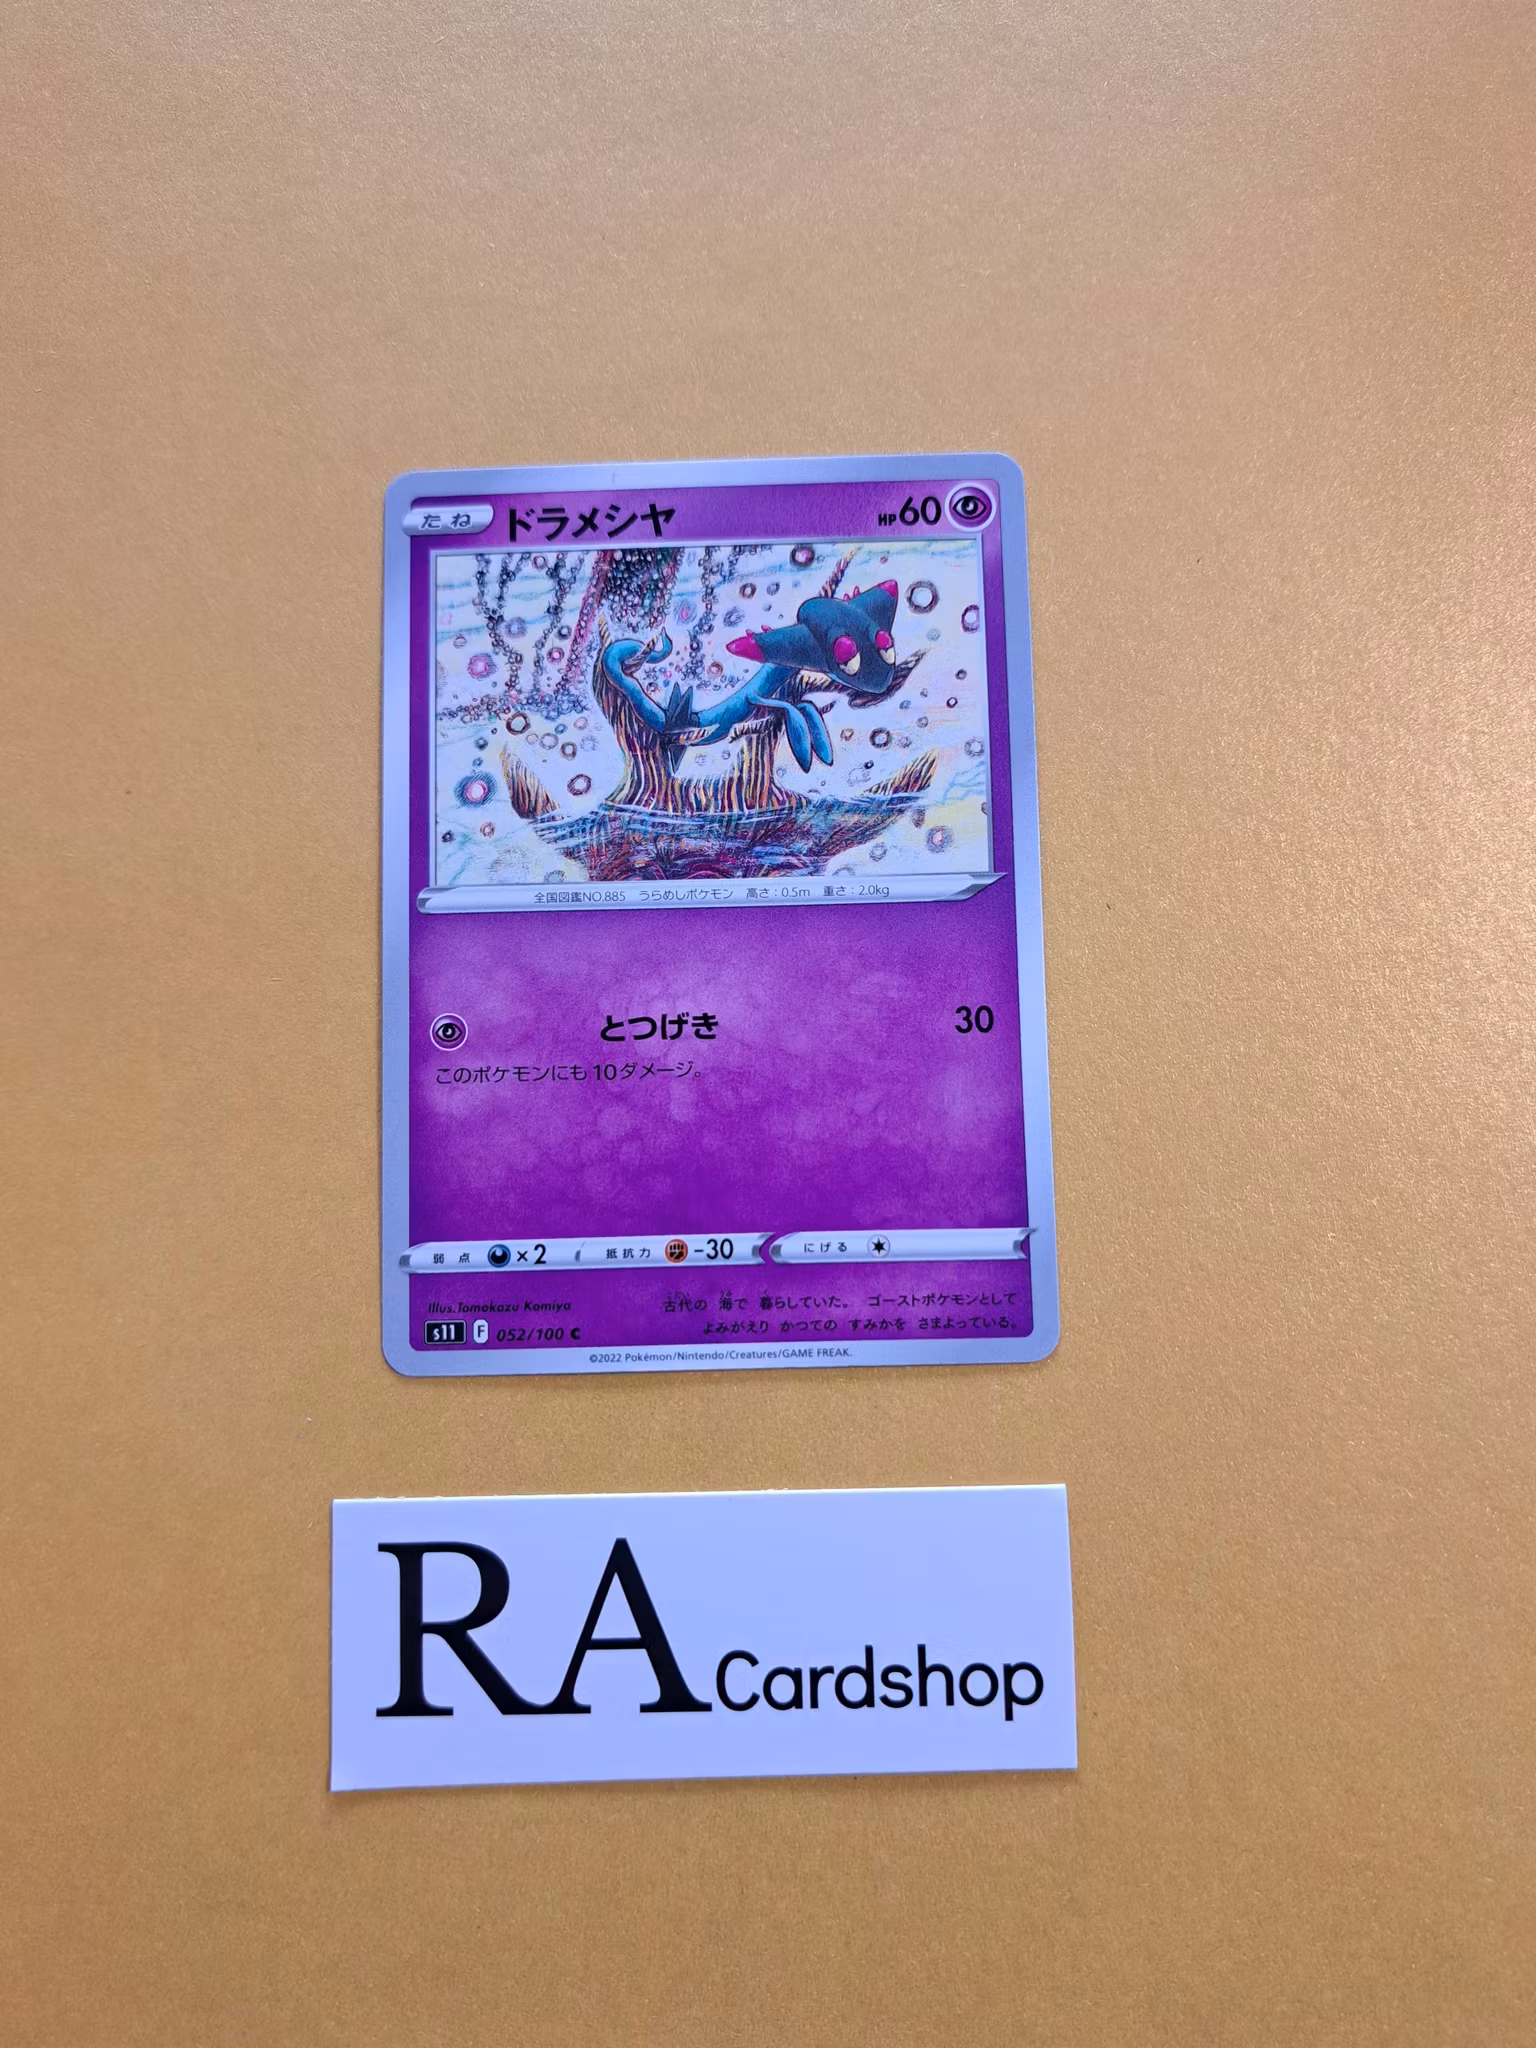 たね ドラメシヤ HP60
全国図鑑NO.885 うらめしポケモン 高さ:0.5m 重さ:2.0kg
とつげき 30
このポケモンにも10ダメージ。
弱点 ×2 抵抗力 -30 にげる
Illus.Tomokazu Komiya
古代の 海で 暮らしていた。 ゴーストポケモンとして
よみがえり かつての すみかを さまよっている。
s11 F 052/100 C
©2022 Pokémon/Nintendo/Creatures/GAME FREAK.
RA Cardshop